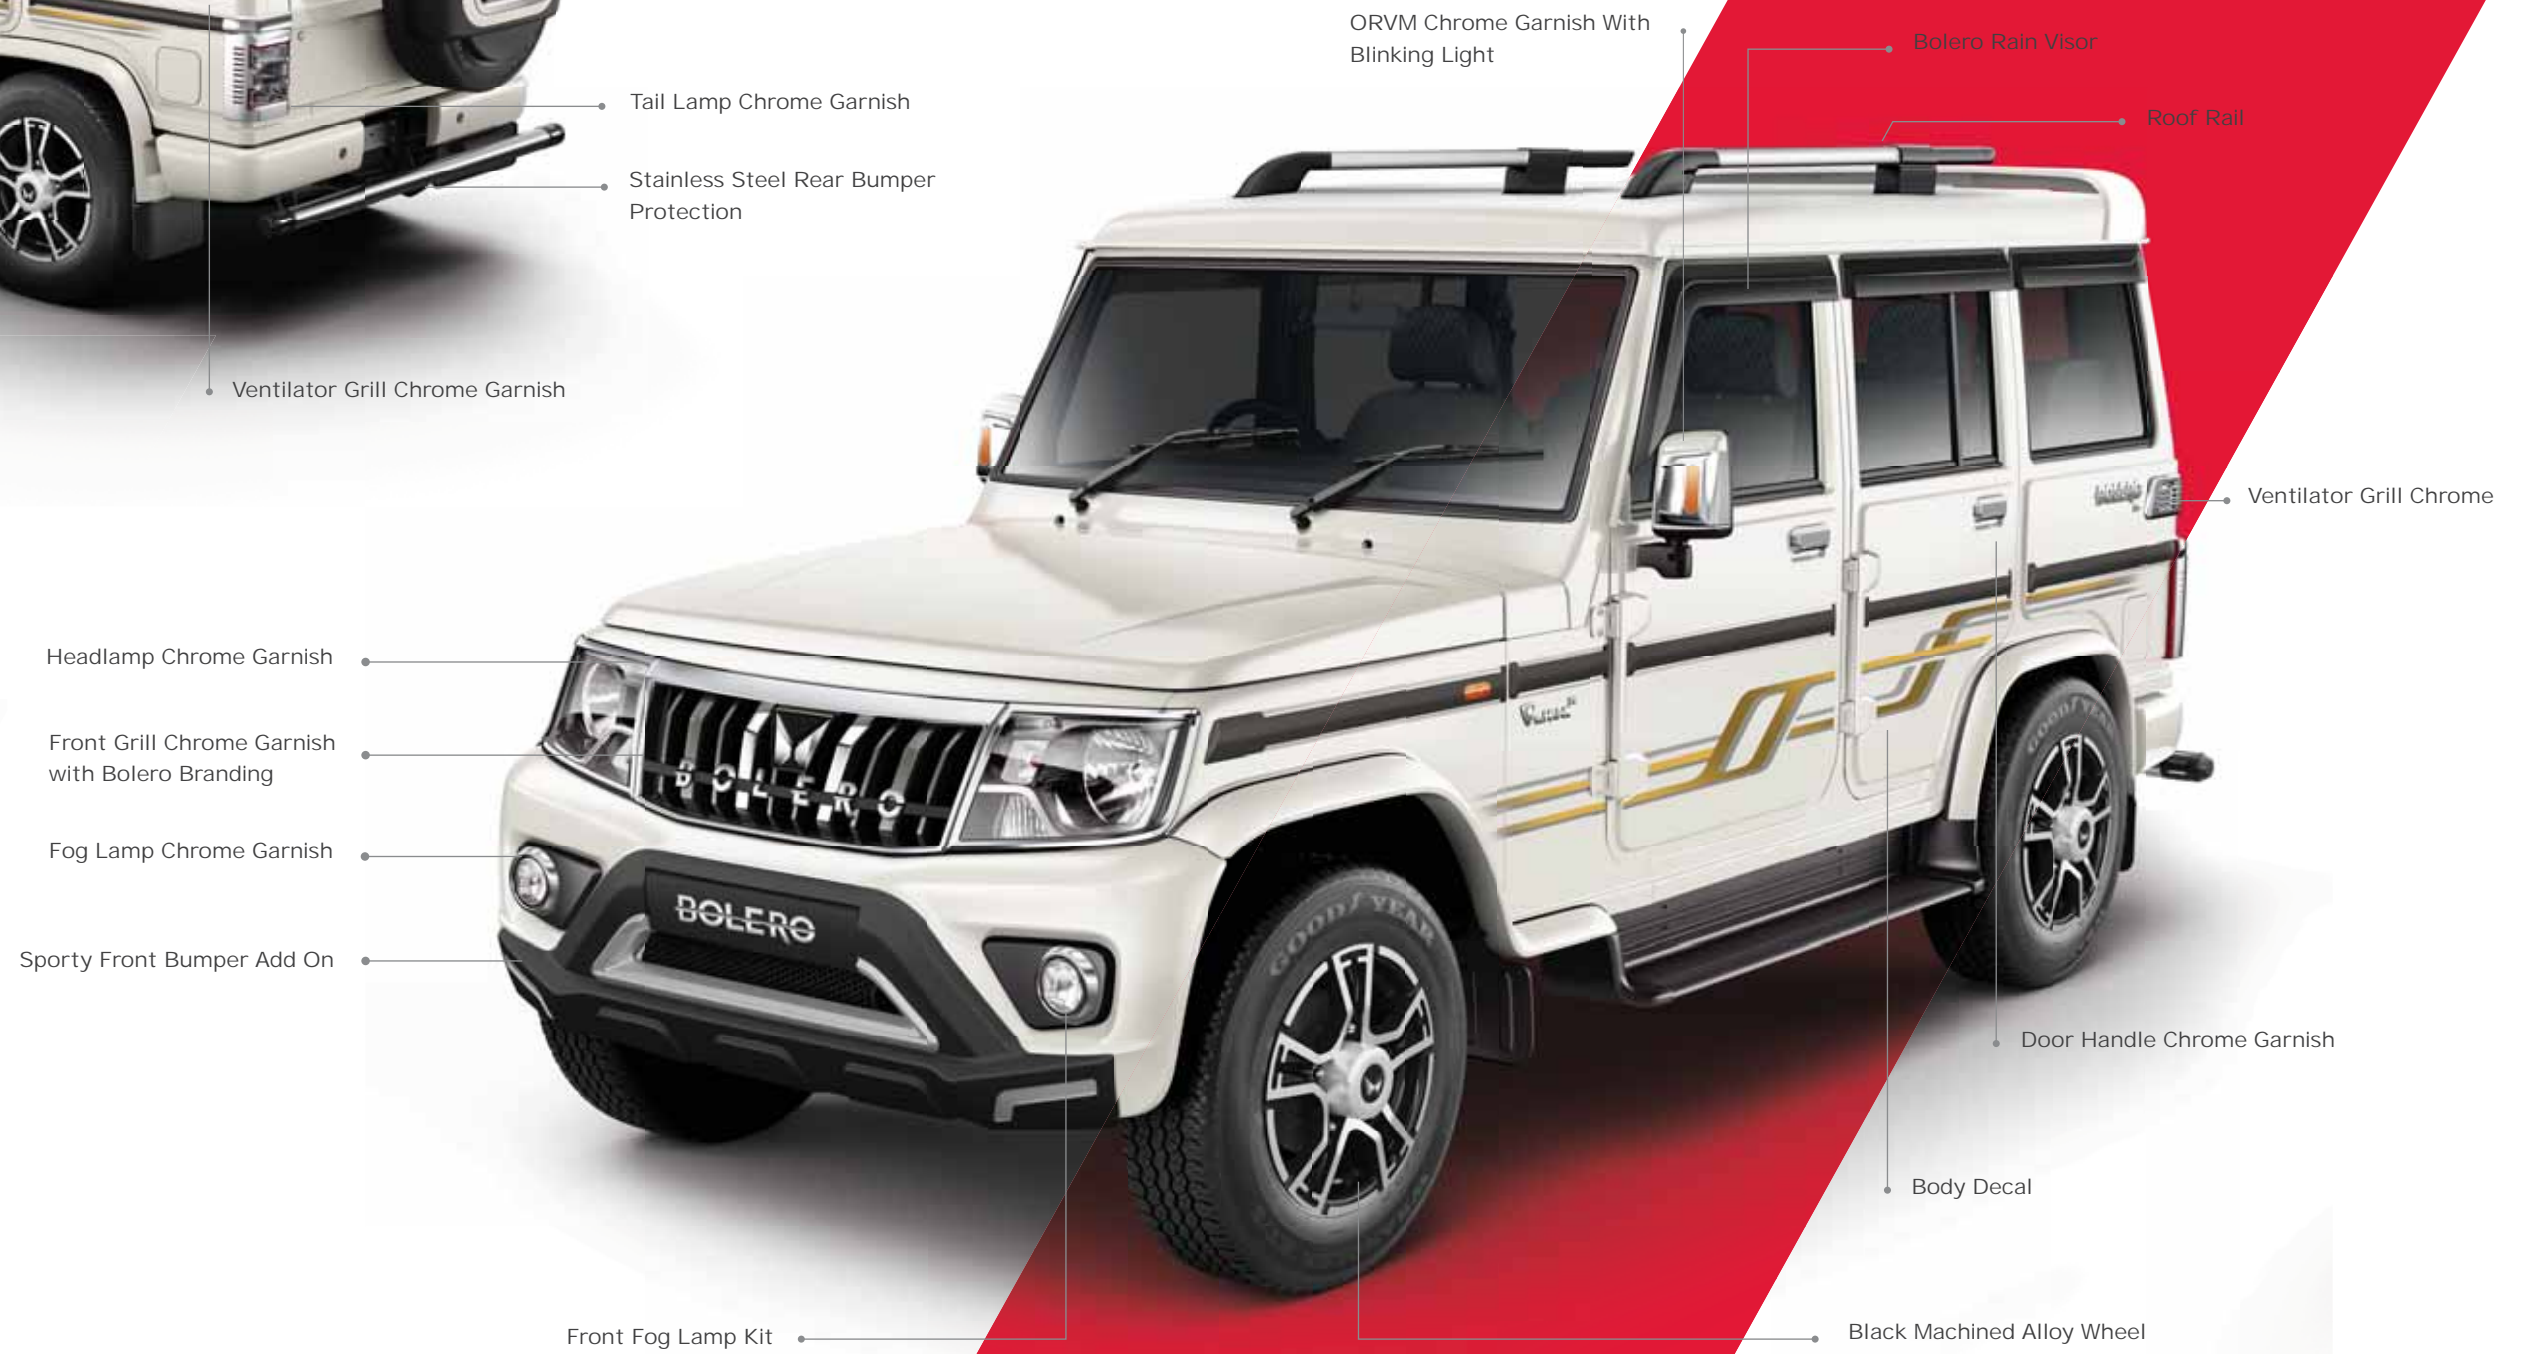 ORVM Chrome Garnish With
Blinking Light
Bolero Rain Visor
Tail Lamp Chrome Garnish
Roof Rail
Stainless Steel Rear Bumper
Protection
Ventilator Grill Chrome Garnish
Ventilator Grill Chrome
Headlamp Chrome Garnish
Front Grill Chrome Garnish
with Bolero Branding
BOLERO
Fog Lamp Chrome Garnish
BOLERO
GOODYEAR
GOODYEAR
Sporty Front Bumper Add On
Door Handle Chrome Garnish
Body Decal
Front Fog Lamp Kit
Black Machined Alloy Wheel